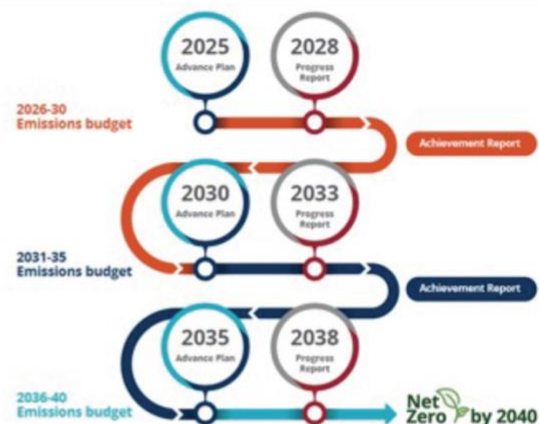 2025
Advance Plan
2028
Progress
Report
2026-30
Emissions budget
Achievement Report
2030
Advance Plan
2033
Progress
Report
2031-35
Emissions budget
Achievement Report
2035
Advance Plan
2038
Progress
Report
2036-40
Emissions budget
Net
Zero by 2040